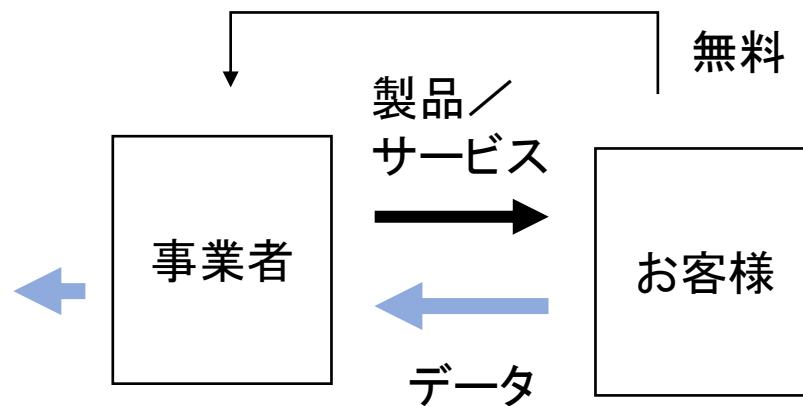 無料
製品／
サービス
事業者
お客様
データ